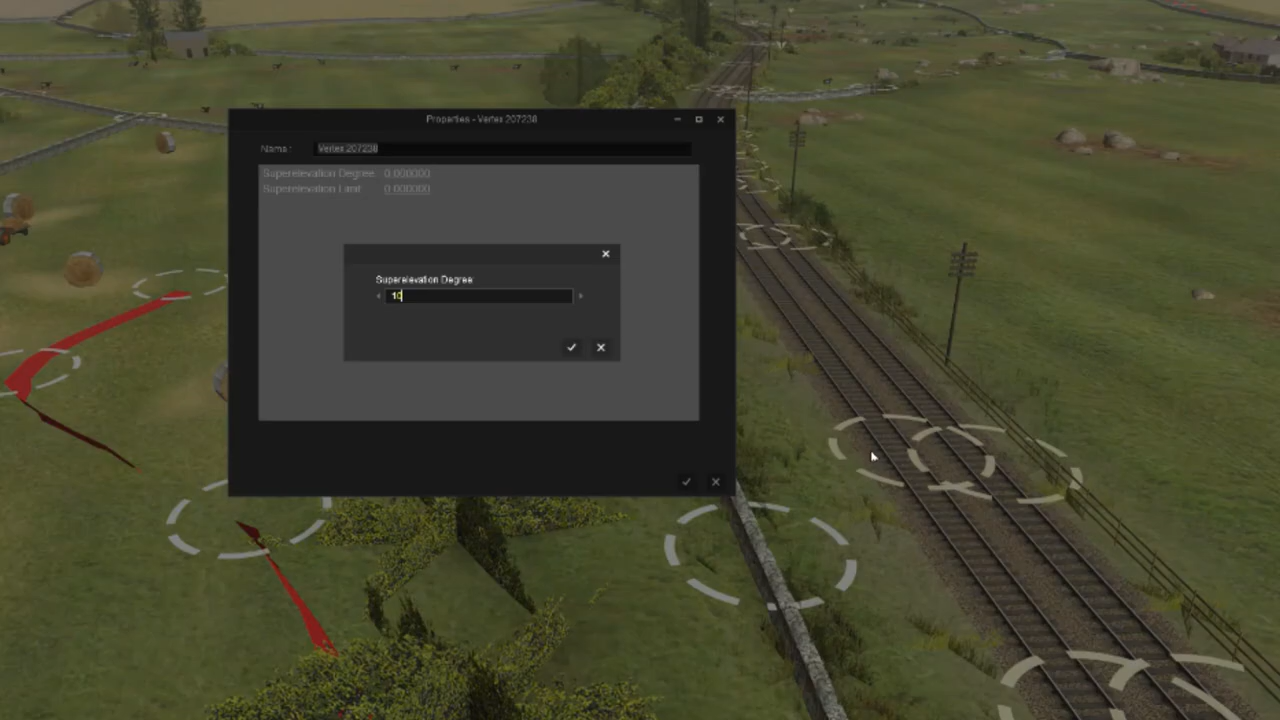 Properties - Vertex 207238
Name :
Vertex 207238
Superelevation Degree: 0.000000
Superelevation Limit: 0.000000
Superelevation Degree:
10